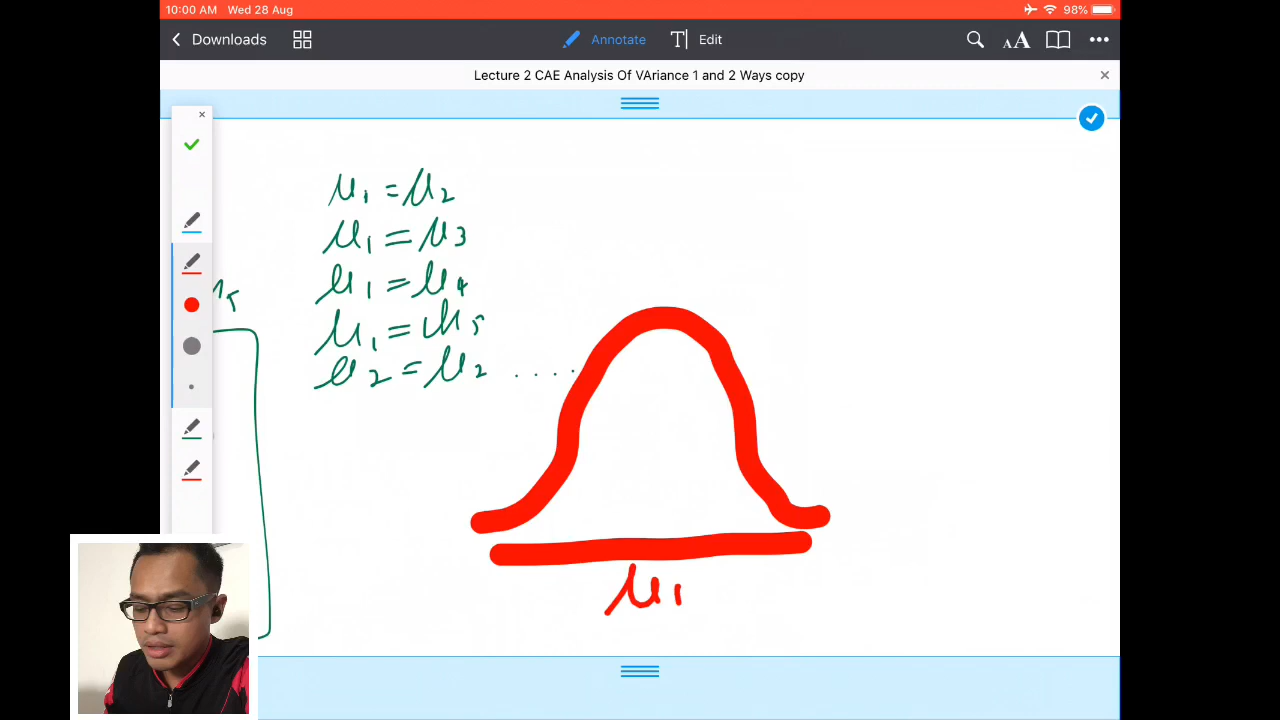 10:00 AM Wed 28 Aug 98%
Downloads Annotate T Edit AA
Lecture 2 CAE Analysis Of VAriance 1 and 2 Ways copy
μ₁ = μ₂
μ₁ = μ₃
μ₁ = μ₄
μ₁ = μ₅
μ₂ = μ₂ ....
μ₁